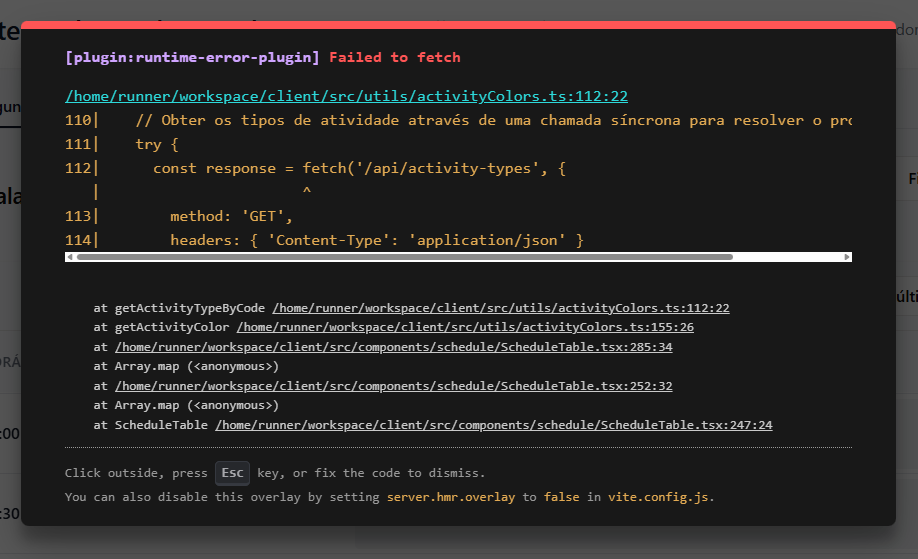 [plugin:runtime-error-plugin] Failed to fetch
/home/runner/workspace/client/src/utils/activityColors.ts:112:22
110|    // Obter os tipos de atividade através de uma chamada síncrona para resolver o pro
111|    try {
112|      const response = fetch('/api/activity-types', {
   |                       ^
113|        method: 'GET',
114|        headers: { 'Content-Type': 'application/json' }
at getActivityTypeByCode /home/runner/workspace/client/src/utils/activityColors.ts:112:22
at getActivityColor /home/runner/workspace/client/src/utils/activityColors.ts:155:26
at /home/runner/workspace/client/src/components/schedule/ScheduleTable.tsx:285:34
at Array.map (<anonymous>)
at /home/runner/workspace/client/src/components/schedule/ScheduleTable.tsx:252:32
at Array.map (<anonymous>)
at ScheduleTable /home/runner/workspace/client/src/components/schedule/ScheduleTable.tsx:247:24
Click outside, press Esc key, or fix the code to dismiss.
You can also disable this overlay by setting server.hmr.overlay to false in vite.config.js.
:00
:30